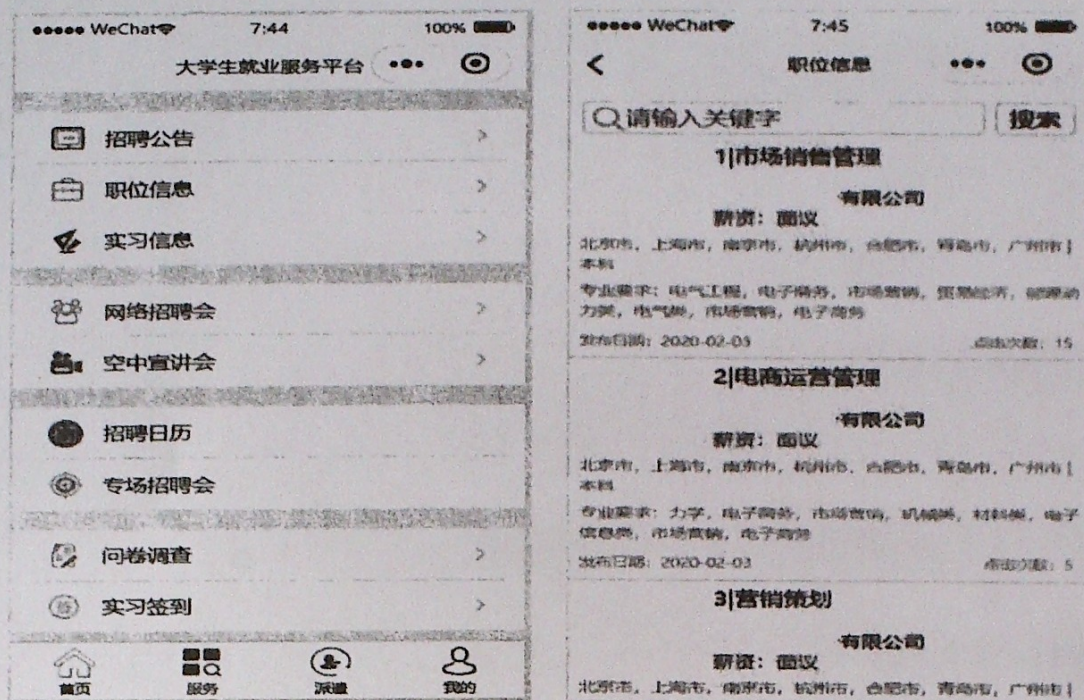 WeChat 7:44 100%
大学生就业服务平台
招聘公告
职位信息
实习信息
网络招聘会
空中宣讲会
招聘日历
专场招聘会
问卷调查
实习签到
首页 服务 派遣 我的
WeChat 7:45 100%
职位信息
请输入关键字 搜索
1|市场销售管理
有限公司
薪资：面议
北京市，上海市，南京市，杭州市，合肥市，青岛市，广州市|
本科
专业要求：电气工程，电子商务，市场营销，贸易经济，能源动
力类，电气类，市场营销，电子商务
发布日期：2020-02-03 点击次数：15
2|电商运营管理
有限公司
薪资：面议
北京市，上海市，南京市，杭州市，合肥市，青岛市，广州市|
本科
专业要求：力学，电子商务，市场营销，机械类，材料类，电子
信息类，市场营销，电子商务
发布日期：2020-02-03 点击次数：5
3|营销策划
有限公司
薪资：面议
北京市，上海市，南京市，杭州市，合肥市，青岛市，广州市|